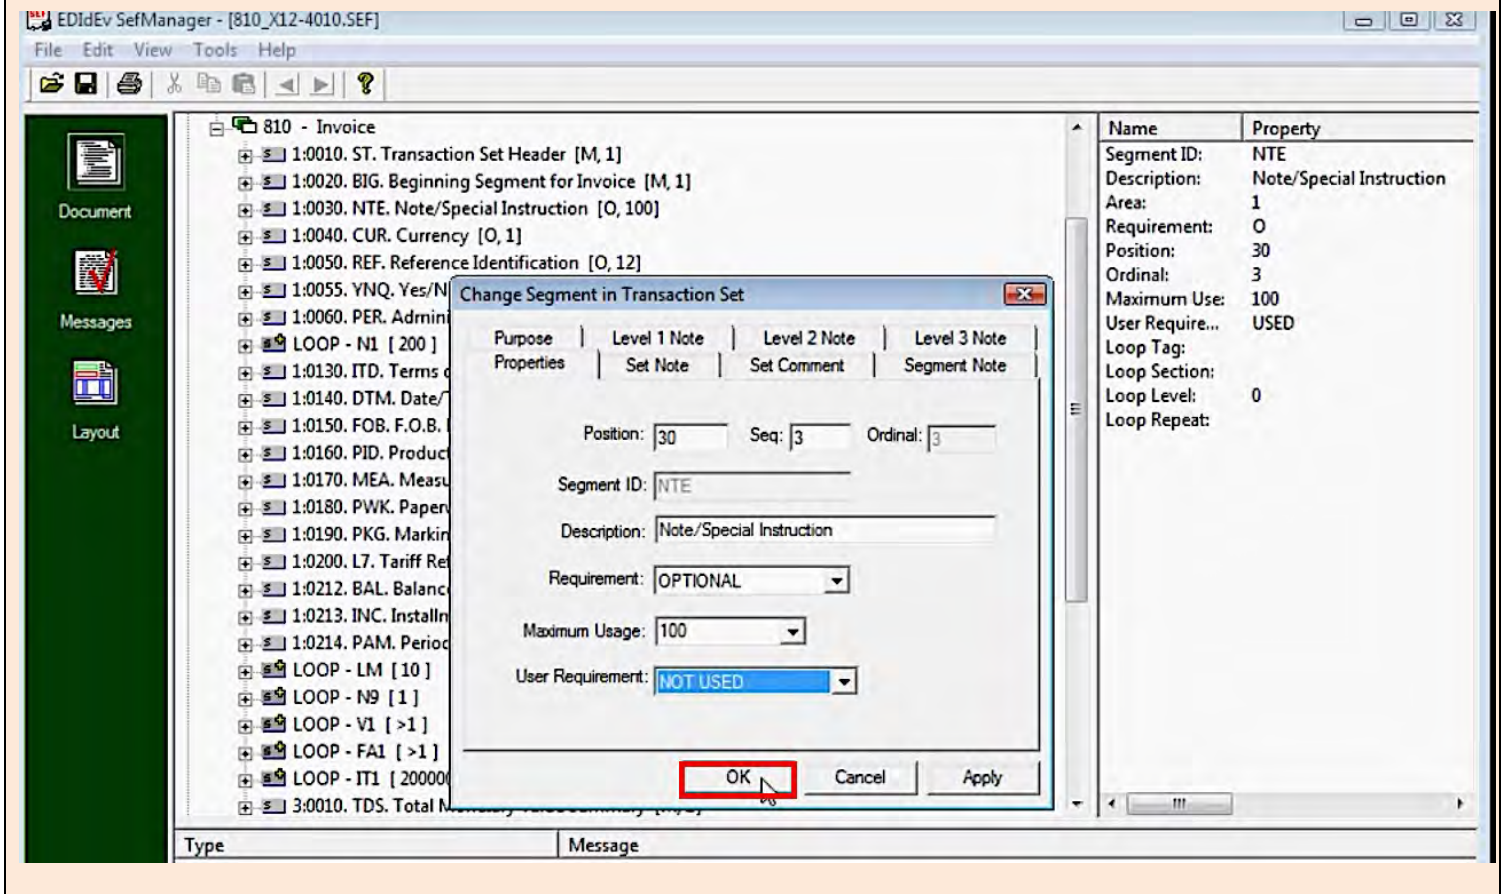 EDIdEv SefManager - [810_X12-4010.SEF]
File Edit View Tools Help
Document
Messages
Layout
810 - Invoice
1:0010. ST. Transaction Set Header [M, 1]
1:0020. BIG. Beginning Segment for Invoice [M, 1]
1:0030. NTE. Note/Special Instruction [O, 100]
1:0040. CUR. Currency [O, 1]
1:0050. REF. Reference Identification [O, 12]
1:0055. YNQ. Yes/N
1:0060. PER. Admini
LOOP - N1 [ 200 ]
1:0130. ITD. Terms
1:0140. DTM. Date/
1:0150. FOB. F.O.B.
1:0160. PID. Product
1:0170. MEA. Measu
1:0180. PWK. Paper
1:0190. PKG. Markin
1:0200. L7. Tariff Ref
1:0212. BAL. Balanc
1:0213. INC. Installn
1:0214. PAM. Period
LOOP - LM [ 10 ]
LOOP - N9 [ 1 ]
LOOP - V1 [ >1 ]
LOOP - FA1 [ >1 ]
LOOP - IT1 [ 200000
3:0010. TDS. Total
Change Segment in Transaction Set
Purpose Level 1 Note Level 2 Note Level 3 Note
Properties Set Note Set Comment Segment Note
Position: 30 Seq: 3 Ordinal: 3
Segment ID: NTE
Description: Note/Special Instruction
Requirement: OPTIONAL
Maximum Usage: 100
User Requirement: NOT USED
OK Cancel Apply
Name Property
Segment ID: NTE
Description: Note/Special Instruction
Area: 1
Requirement: O
Position: 30
Ordinal: 3
Maximum Use: 100
User Require... USED
Loop Tag:
Loop Section:
Loop Level: 0
Loop Repeat:
Type Message